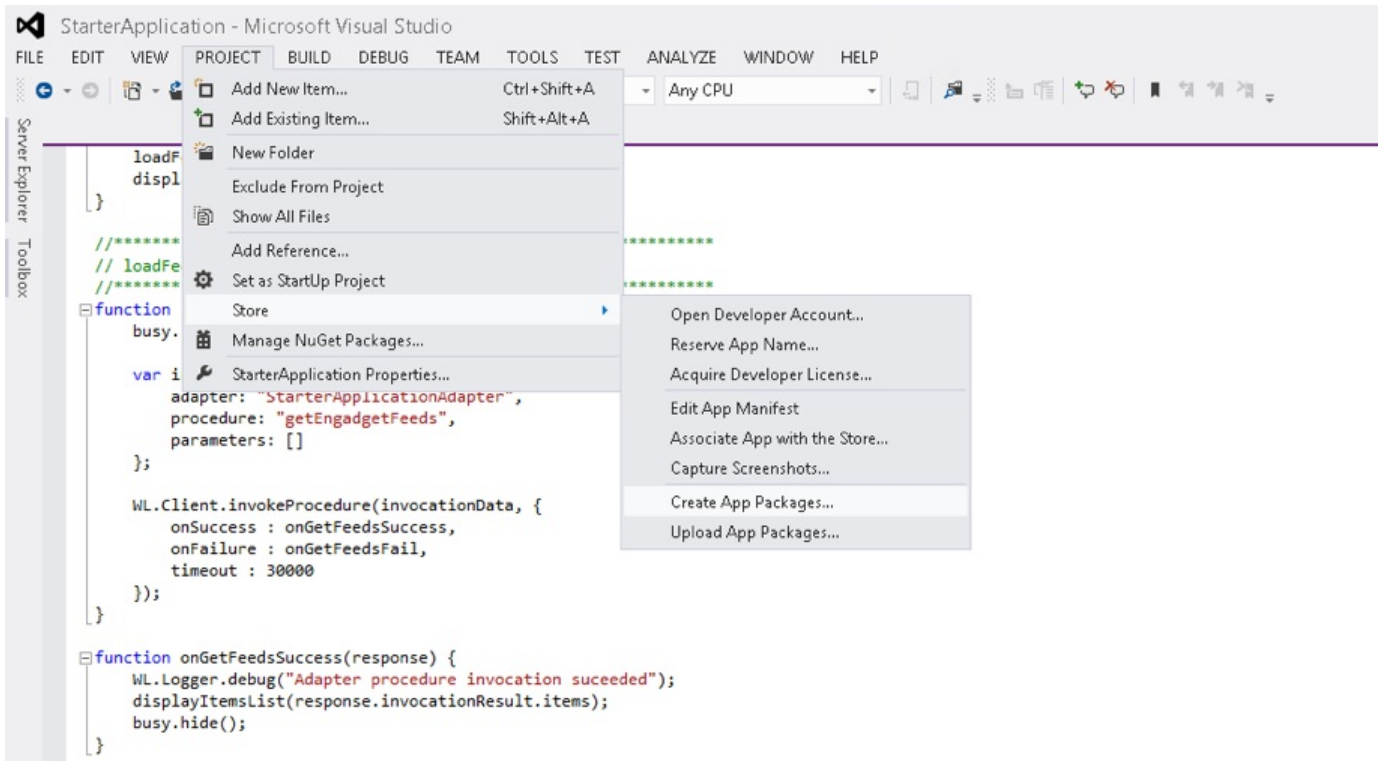 StarterApplication - Microsoft Visual Studio
FILE EDIT VIEW PROJECT BUILD DEBUG TEAM TOOLS TEST ANALYZE WINDOW HELP
Any CPU
Server Explorer
Toolbox
Add New Item... Ctrl+Shift+A
Add Existing Item... Shift+Alt+A
New Folder
Exclude From Project
Show All Files
Add Reference...
Set as StartUp Project
Store
Manage NuGet Packages...
StarterApplication Properties...
Open Developer Account...
Reserve App Name...
Acquire Developer License...
Edit App Manifest
Associate App with the Store...
Capture Screenshots...
Create App Packages...
Upload App Packages...
loadF
displ
}
//******* **********
// loadFe
//******* **********
function
busy.
var i
adapter: "StarterApplicationAdapter",
procedure: "getEngadgetFeeds",
parameters: []
};
WL.Client.invokeProcedure(invocationData, {
onSuccess : onGetFeedsSuccess,
onFailure : onGetFeedsFail,
timeout : 30000
});
}
function onGetFeedsSuccess(response) {
WL.Logger.debug("Adapter procedure invocation suceeded");
displayItemsList(response.invocationResult.items);
busy.hide();
}